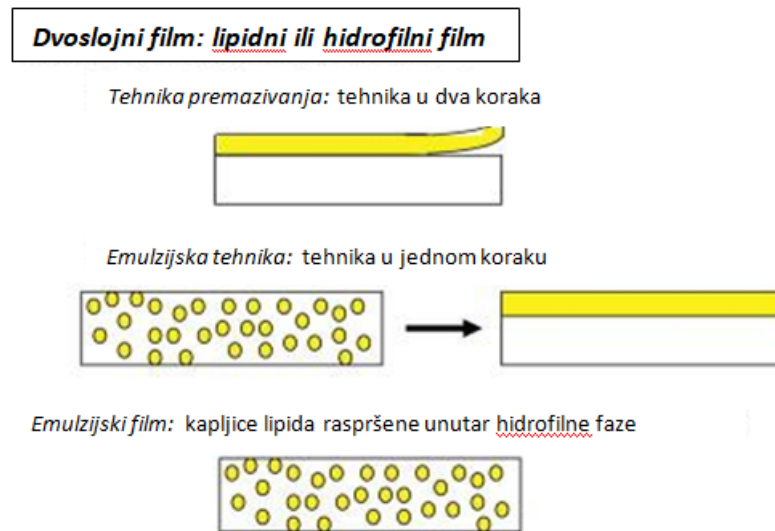 Dvoslojni film: lipidni ili hidrofilni film
Tehnika premazivanja: tehnika u dva koraka
Emulzijska tehnika: tehnika u jednom koraku
Emulzijski film: kapljice lipida raspršene unutar hidrofilne faze